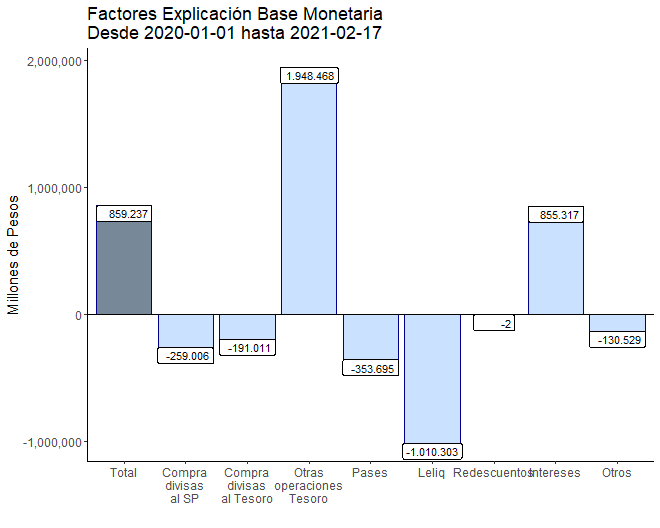 Factores Explicación Base Monetaria
Desde 2020-01-01 hasta 2021-02-17
Millones de Pesos
2,000,000
1,000,000
0
-1,000,000
859.237
-259.006
-191.011
1.948.468
-353.695
-1.010.303
-2
855.317
-130.529
Total
Compra
divisas
al SP
Compra
divisas
al Tesoro
Otras
operaciones
Tesoro
Pases
Leliq
Redescuentos
Intereses
Otros